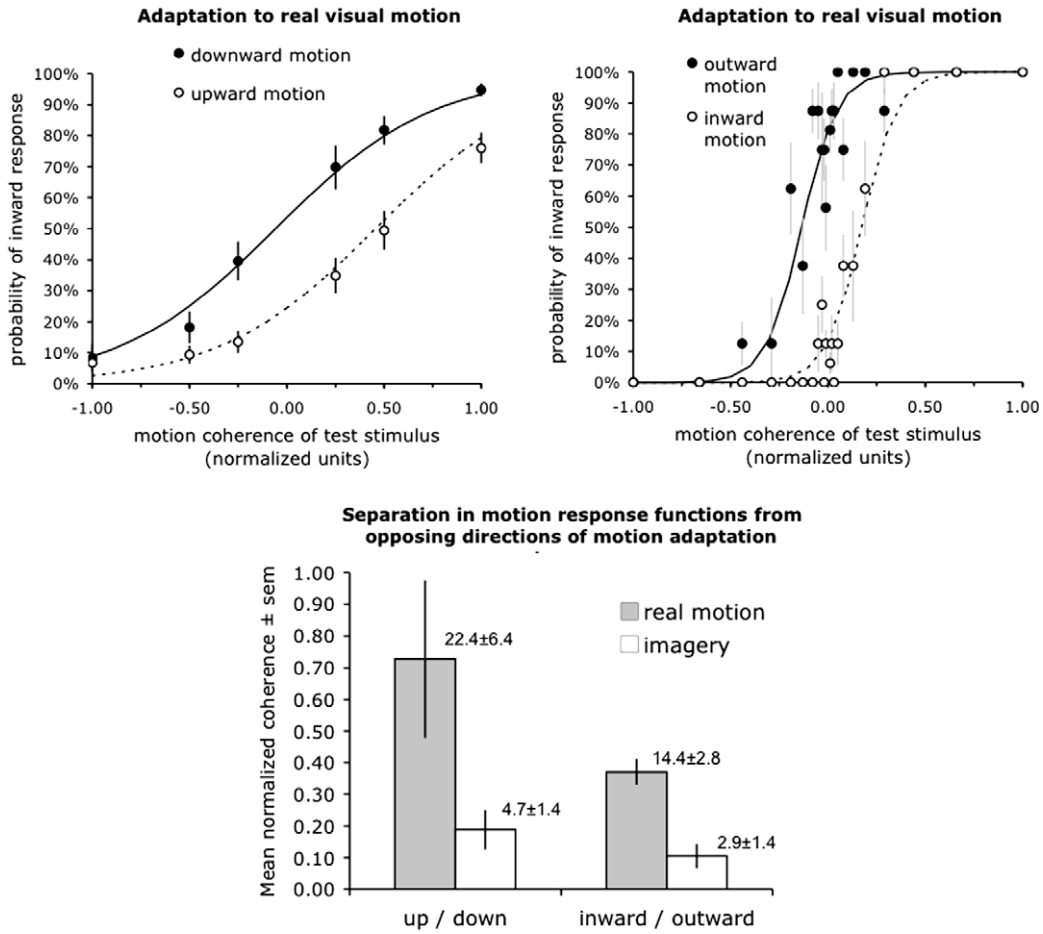 Adaptation to real visual motion
downward motion
upward motion
probability of inward response
100%
90%
80%
70%
60%
50%
40%
30%
20%
10%
0%
-1.00 -0.50 0.00 0.50 1.00
motion coherence of test stimulus
(normalized units)
Adaptation to real visual motion
outward
motion
inward
motion
probability of inward response
100%
90%
80%
70%
60%
50%
40%
30%
20%
10%
0%
-1.00 -0.50 0.00 0.50 1.00
motion coherence of test stimulus
(normalized units)
Separation in motion response functions from
opposing directions of motion adaptation
Mean normalized coherence ± sem
1.00
0.90
0.80
0.70
0.60
0.50
0.40
0.30
0.20
0.10
0.00
real motion
imagery
22.4±6.4
4.7±1.4
14.4±2.8
2.9±1.4
up / down
inward / outward